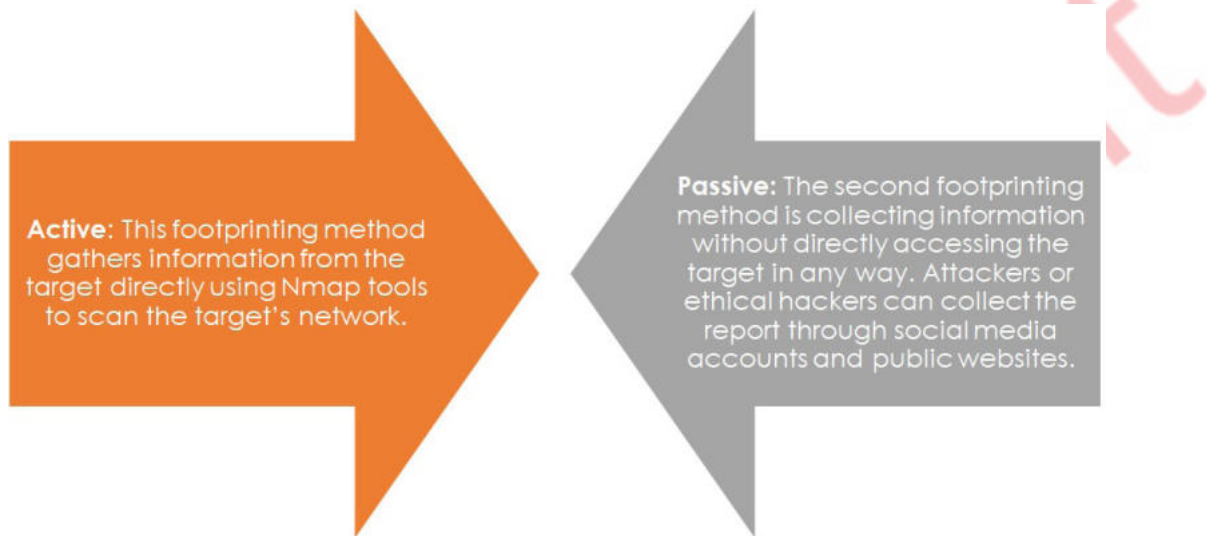 Active: This footprinting method
gathers information from the
target directly using Nmap tools
to scan the target's network.
Passive: The second footprinting
method is collecting information
without directly accessing the
target in any way. Attackers or
ethical hackers can collect the
report through social media
accounts and public websites.